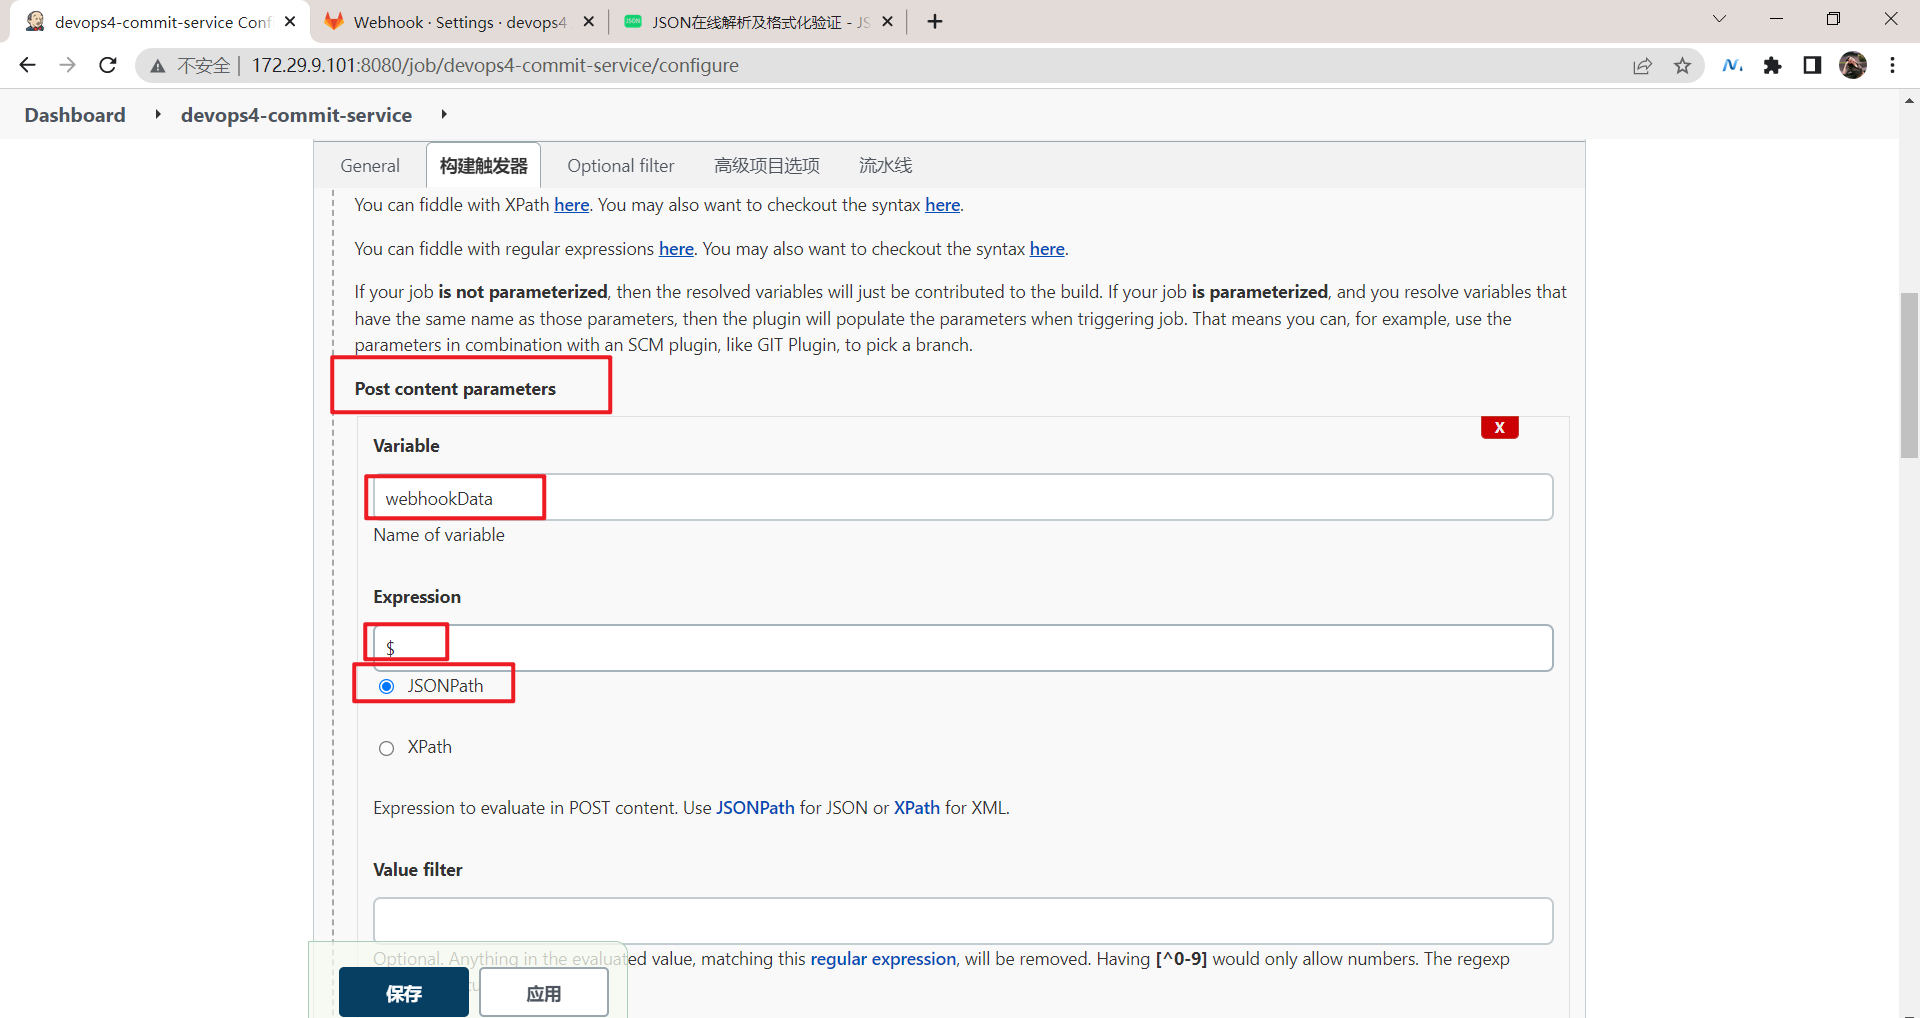 devops4-commit-service Conf
Webhook · Settings · devops4
JSON在线解析及格式化验证 - JS
不安全 | 172.29.9.101:8080/job/devops4-commit-service/configure
Dashboard
devops4-commit-service
General
构建触发器
Optional filter
高级项目选项
流水线
You can fiddle with XPath here. You may also want to checkout the syntax here.
You can fiddle with regular expressions here. You may also want to checkout the syntax here.
If your job is not parameterized, then the resolved variables will just be contributed to the build. If your job is parameterized, and you resolve variables that
have the same name as those parameters, then the plugin will populate the parameters when triggering job. That means you can, for example, use the
parameters in combination with an SCM plugin, like GIT Plugin, to pick a branch.
Post content parameters
X
Variable
webhookData
Name of variable
Expression
$
JSONPath
XPath
Expression to evaluate in POST content. Use JSONPath for JSON or XPath for XML.
Value filter
Optional. Anything in the evaluated value, matching this regular expression, will be removed. Having [^0-9] would only allow numbers. The regexp
保存
应用